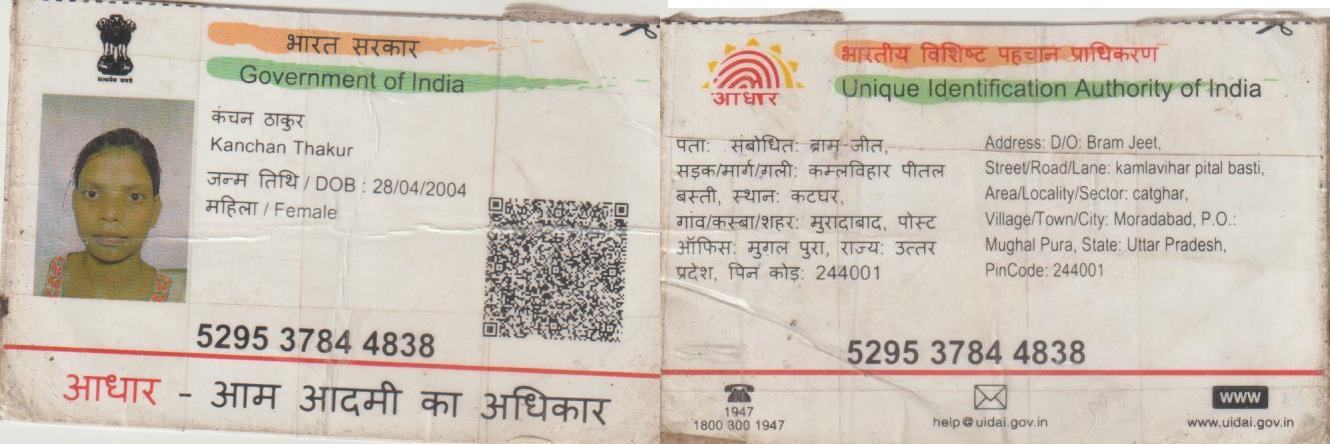 भारत सरकार
Government of India
सत्यमेव जयते
कंचन ठाकुर
Kanchan Thakur
जन्म तिथि / DOB : 28/04/2004
महिला / Female
5295 3784 4838
आधार - आम आदमी का अधिकार
भारतीय विशिष्ट पहचान प्राधिकरण
Unique Identification Authority of India
आधार
पता: संबोधित: ब्राम जीत,
सड़क/मार्ग/गली: कमलविहार पीतल
बस्ती, स्थान: कटघर,
गांव/कस्बा/शहर: मुरादाबाद, पोस्ट
ऑफिस: मुगल पुरा, राज्य: उत्तर
प्रदेश, पिन कोड: 244001
Address: D/O: Bram Jeet,
Street/Road/Lane: kamlavihar pital basti,
Area/Locality/Sector: catghar,
Village/Town/City: Moradabad, P.O.:
Mughal Pura, State: Uttar Pradesh,
PinCode: 244001
5295 3784 4838
1947
1800 300 1947
help@uidai.gov.in
www
www.uidai.gov.in